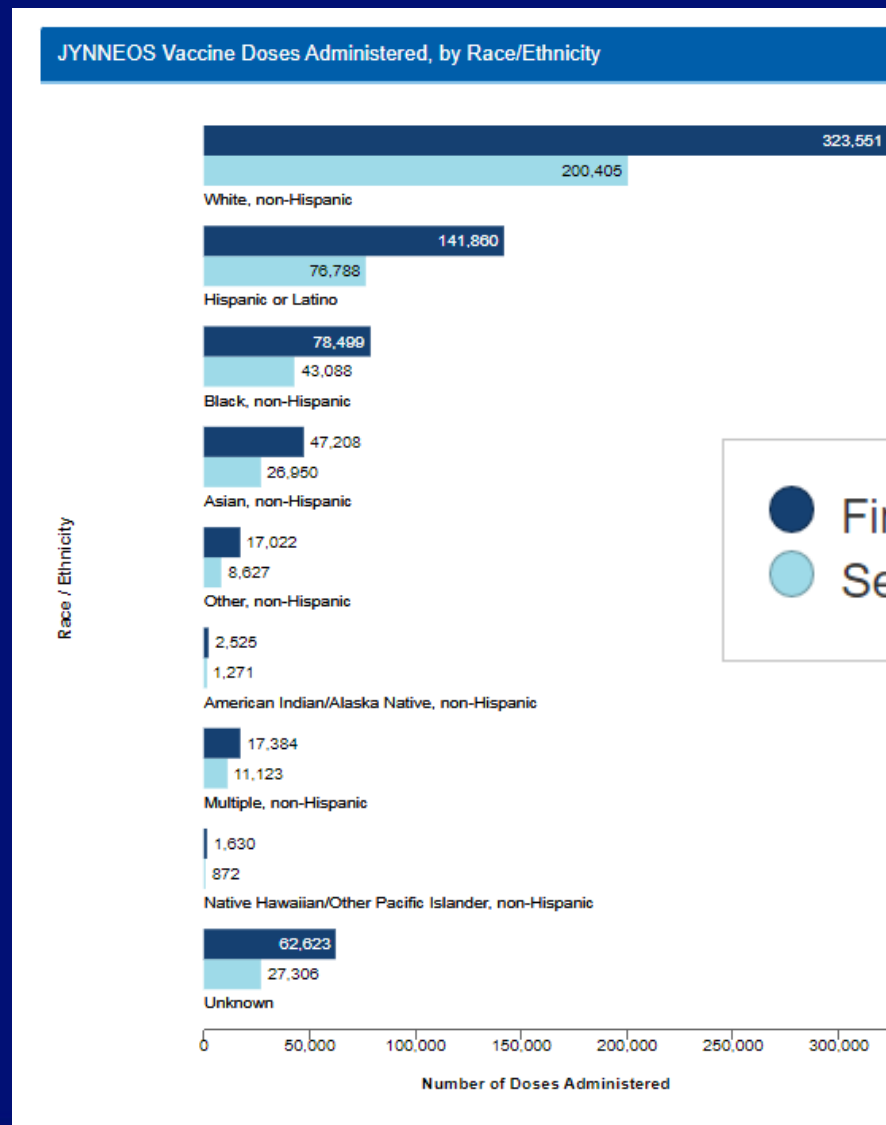 JYNNEOS Vaccine Doses Administered, by Race/Ethnicity
323,551
200,405
White, non-Hispanic
141,860
76,788
Hispanic or Latino
78,499
43,088
Black, non-Hispanic
47,208
26,950
Asian, non-Hispanic
17,022
8,627
Other, non-Hispanic
2,525
1,271
American Indian/Alaska Native, non-Hispanic
17,384
11,123
Multiple, non-Hispanic
1,630
872
Native Hawaiian/Other Pacific Islander, non-Hispanic
62,623
27,306
Unknown
Race / Ethnicity
0 50,000 100,000 150,000 200,000 250,000 300,000
Number of Doses Administered